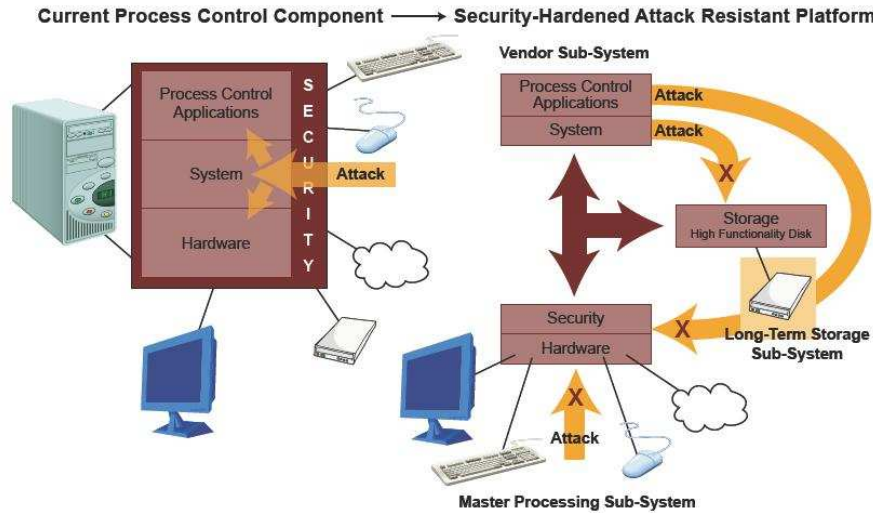 Current Process Control Component
Security-Hardened Attack Resistant Platform
Process Control
Applications
System
Hardware
SECURITY
Attack
Vendor Sub-System
Process Control
Applications
System
Attack
Attack
X
Storage
High Functionality Disk
Security
Hardware
X
Long-Term Storage
Sub-System
X
Attack
Master Processing Sub-System